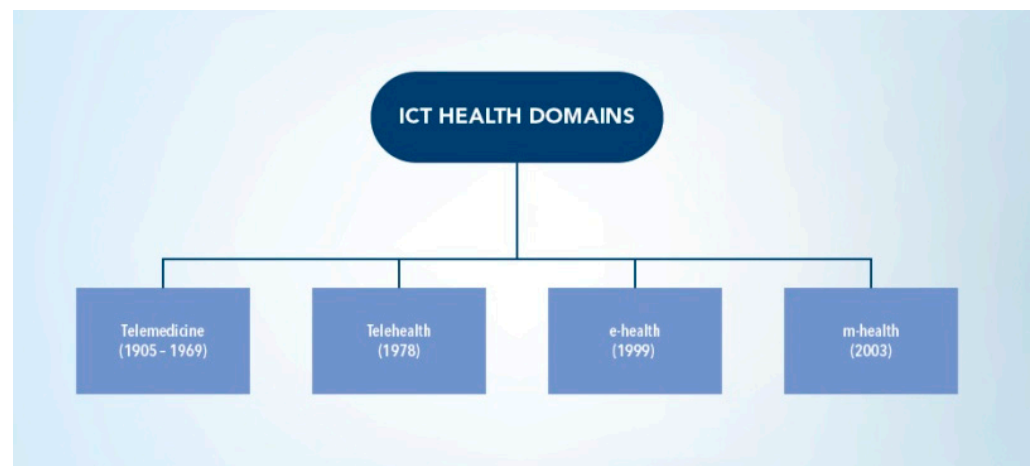 ICT HEALTH DOMAINS
Telemedicine
(1905 – 1969)
Telehealth
(1978)
e-health
(1999)
m-health
(2003)